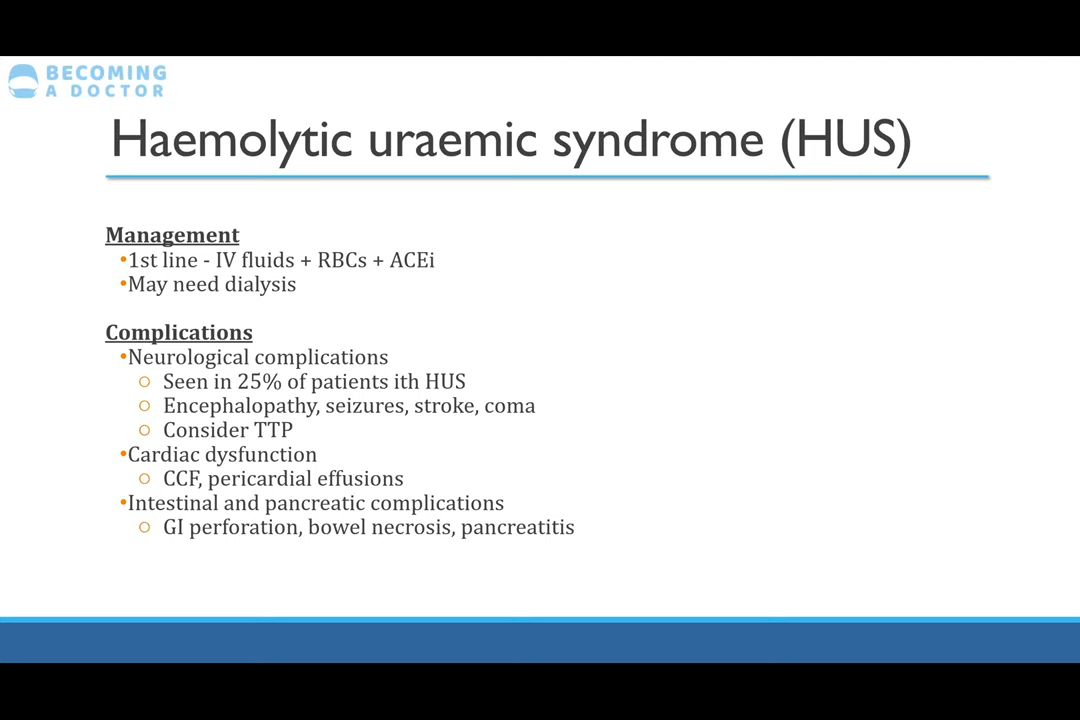 BECOMING
A DOCTOR
Haemolytic uraemic syndrome (HUS)
Management
•1st line - IV fluids + RBCs + ACEi
•May need dialysis
Complications
•Neurological complications
○ Seen in 25% of patients ith HUS
○ Encephalopathy, seizures, stroke, coma
○ Consider TTP
•Cardiac dysfunction
○ CCF, pericardial effusions
•Intestinal and pancreatic complications
○ GI perforation, bowel necrosis, pancreatitis